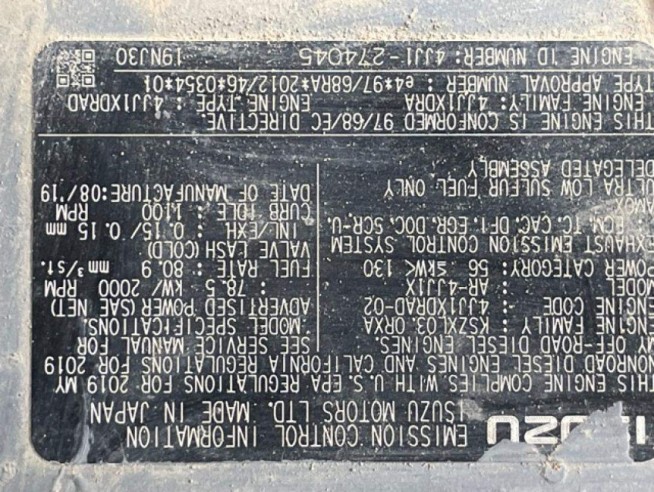 ISUZU
EMISSION CONTROL INFORMATION
ISUZU MOTORS LTD. MADE IN JAPAN
THIS ENGINE COMPLIES WITH U.S. EPA REGULATIONS FOR 2019 MY
NONROAD DIESEL ENGINES AND CALIFORNIA REGULATIONS FOR 2019
MY OFF-ROAD DIESEL ENGINES.
ENGINE FAMILY : KSZXL03.0RXA
ENGINE CODE : 4JJ1XDRAD-02
MODEL : AR-4JJ1X
POWER CATEGORY : 56 ≤kW< 130
EXHAUST EMISSION CONTROL SYSTEM
: ECM, TC, CAC, DFI, EGR, DOC, SCR-U,
AMOX
ULTRA LOW SULFUR FUEL ONLY
DELEGATED ASSEMBLY
SEE SERVICE MANUAL FOR
"MODEL SPECIFICATIONS."
ADVERTISED POWER (SAE NET)
: 78.5 kW/ 2000 RPM
FUEL RATE: 80.9 mm³/st.
VALVE LASH (COLD)
INL/EXH: 0.15/ 0.15 mm
CURB IDLE : 1100 RPM
DATE OF MANUFACTURE:08/'19
THIS ENGINE IS CONFORMED 97/68/EC DIRECTIVE.
ENGINE FAMILY: 4JJ1XDRA ENGINE TYPE : 4JJ1XDRAD
TYPE APPROVAL NUMBER : e4*97/68RA*2012/46*0354*01
ENGINE ID NUMBER: 4JJ1-274045 19NJ30